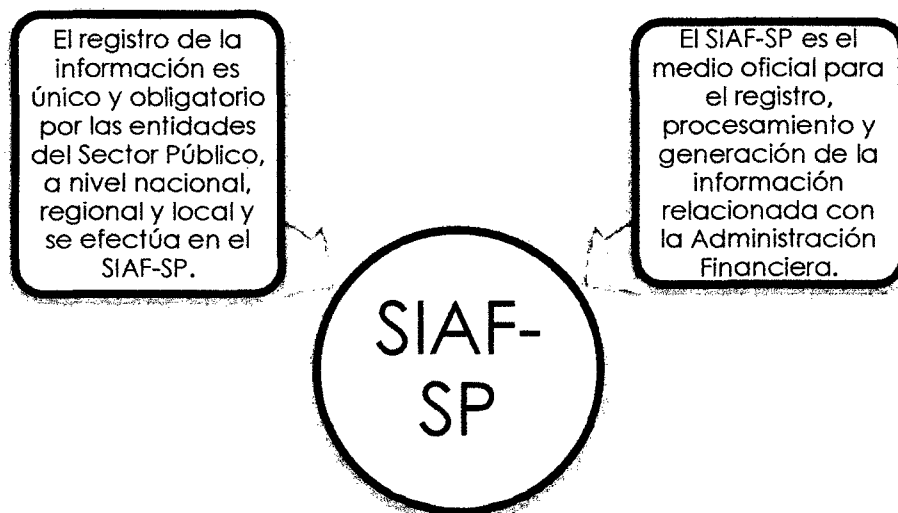 El registro de la
información es
único y obligatorio
por las entidades
del Sector Público,
a nivel nacional,
regional y local y
se efectúa en el
SIAF-SP.
El SIAF-SP es el
medio oficial para
el registro,
procesamiento y
generación de la
información
relacionada con
la Administración
Financiera.
SIAF-
SP